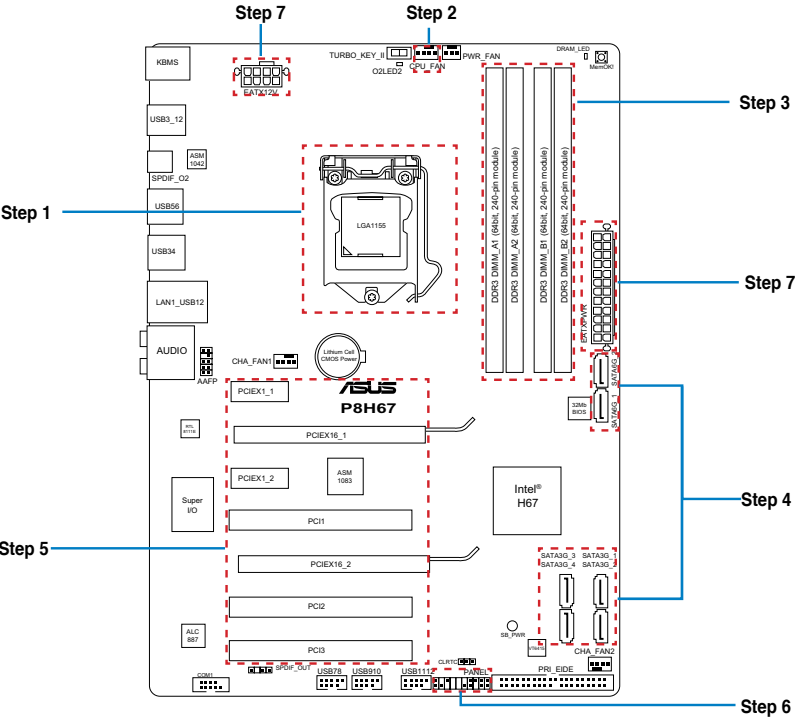 Step 7
Step 2
TURBO_KEY_II
O2LED2
CPU_FAN
PWR_FAN
DRAM_LED
MemOK!
KBMS
EATX12V
Step 3
USB3_12
ASM
1042
SPDIF_O2
Step 1
USB56
LGA1155
DDR3 DIMM_A1 (64bit, 240-pin module)
DDR3 DIMM_A2 (64bit, 240-pin module)
DDR3 DIMM_B1 (64bit, 240-pin module)
DDR3 DIMM_B2 (64bit, 240-pin module)
USB34
Step 7
EATXPWR
LAN1_USB12
AUDIO
AAFP
CHA_FAN1
Lithium Cell
CMOS Power
SATA6G_2
SATA6G_1
32Mb
BIOS
PCIEX1_1
ASUS
P8H67
RTL
8111E
PCIEX16_1
PCIEX1_2
ASM
1083
Super
I/O
Intel®
H67
Step 4
PCI1
Step 5
PCIEX16_2
SATA3G_3
SATA3G_1
SATA3G_4
SATA3G_2
PCI2
ALC
887
SB_PWR
PCI3
CLRTC
CHA_FAN2
COM1
SPDIF_OUT
USB78
USB910
USB1112
PANEL
PRI_EIDE
Step 6